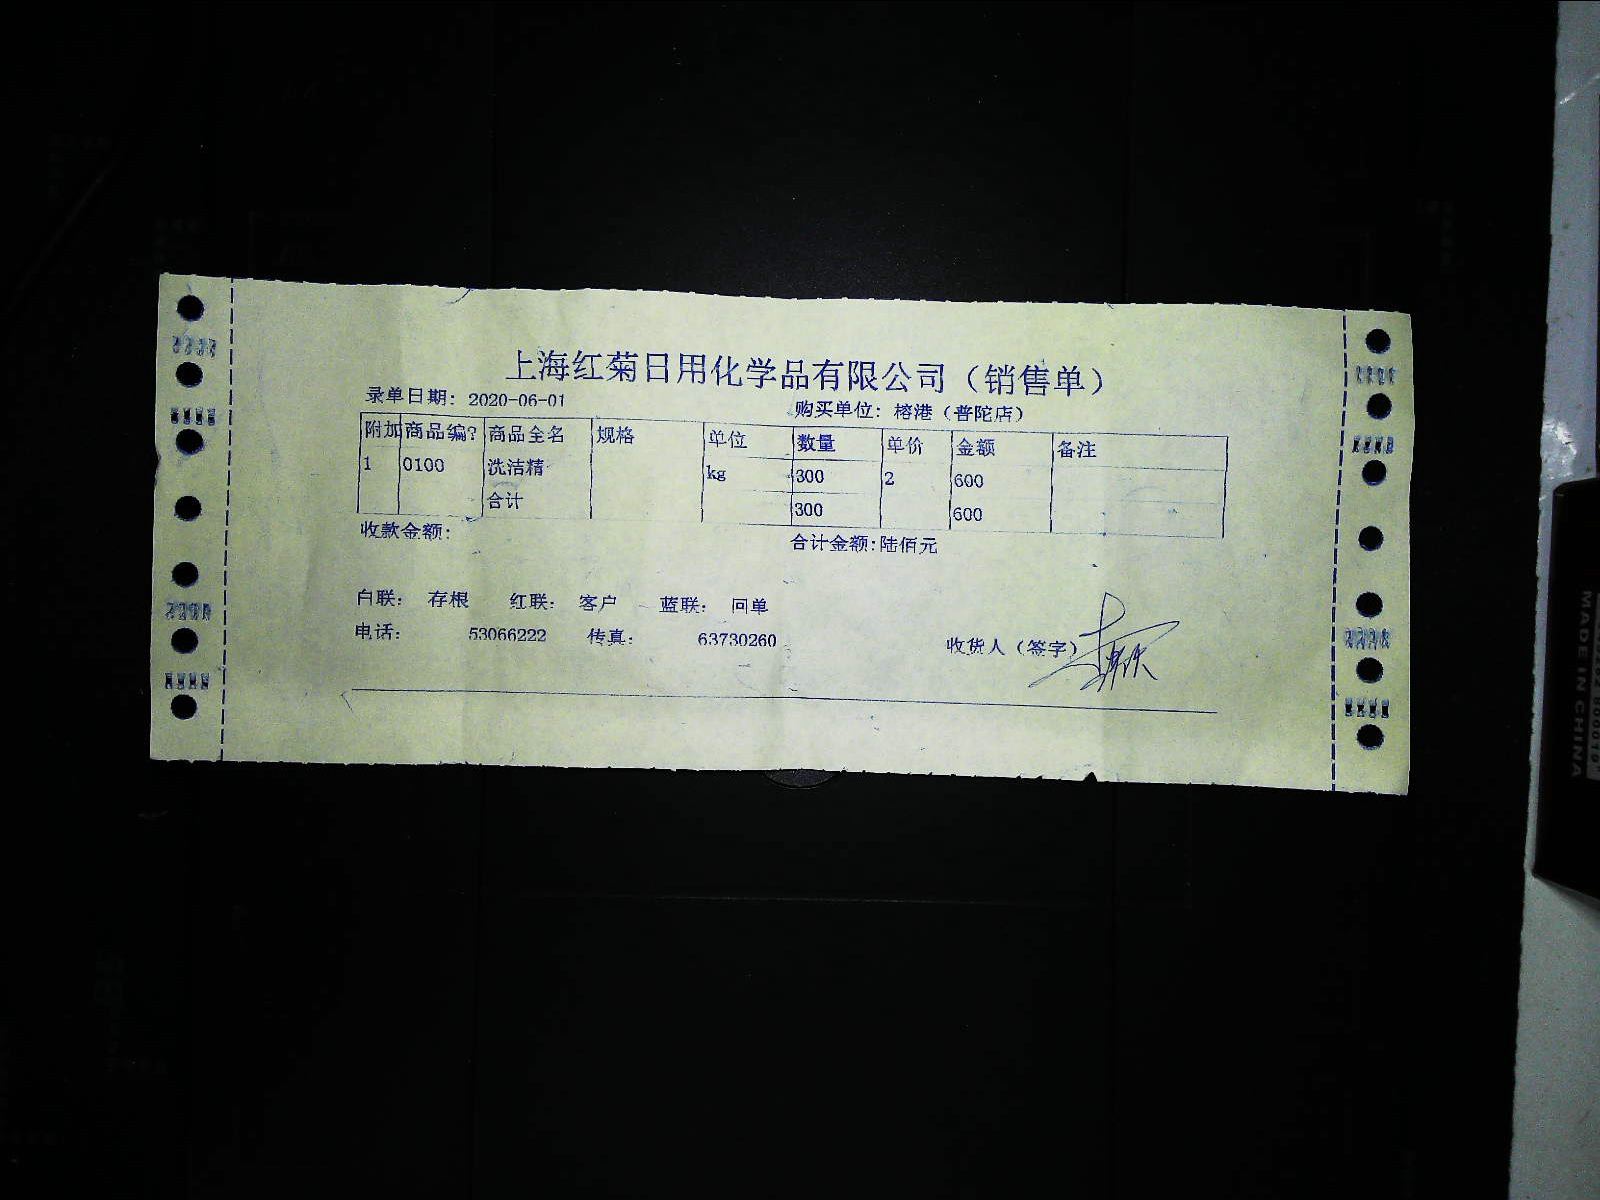 上海红菊日用化学品有限公司（销售单）
录单日期: 2020-06-01 购买单位: 榕港（普陀店）
附加 商品编? 商品全名 规格 单位 数量 单价 金额 备注
1 0100 洗洁精 kg 300 2 600
合计 300 600
收款金额: 合计金额:陆佰元
白联: 存根 红联: 客户 蓝联: 回单
电话: 53066222 传真: 63730260 收货人（签字）
MADE IN CHINA